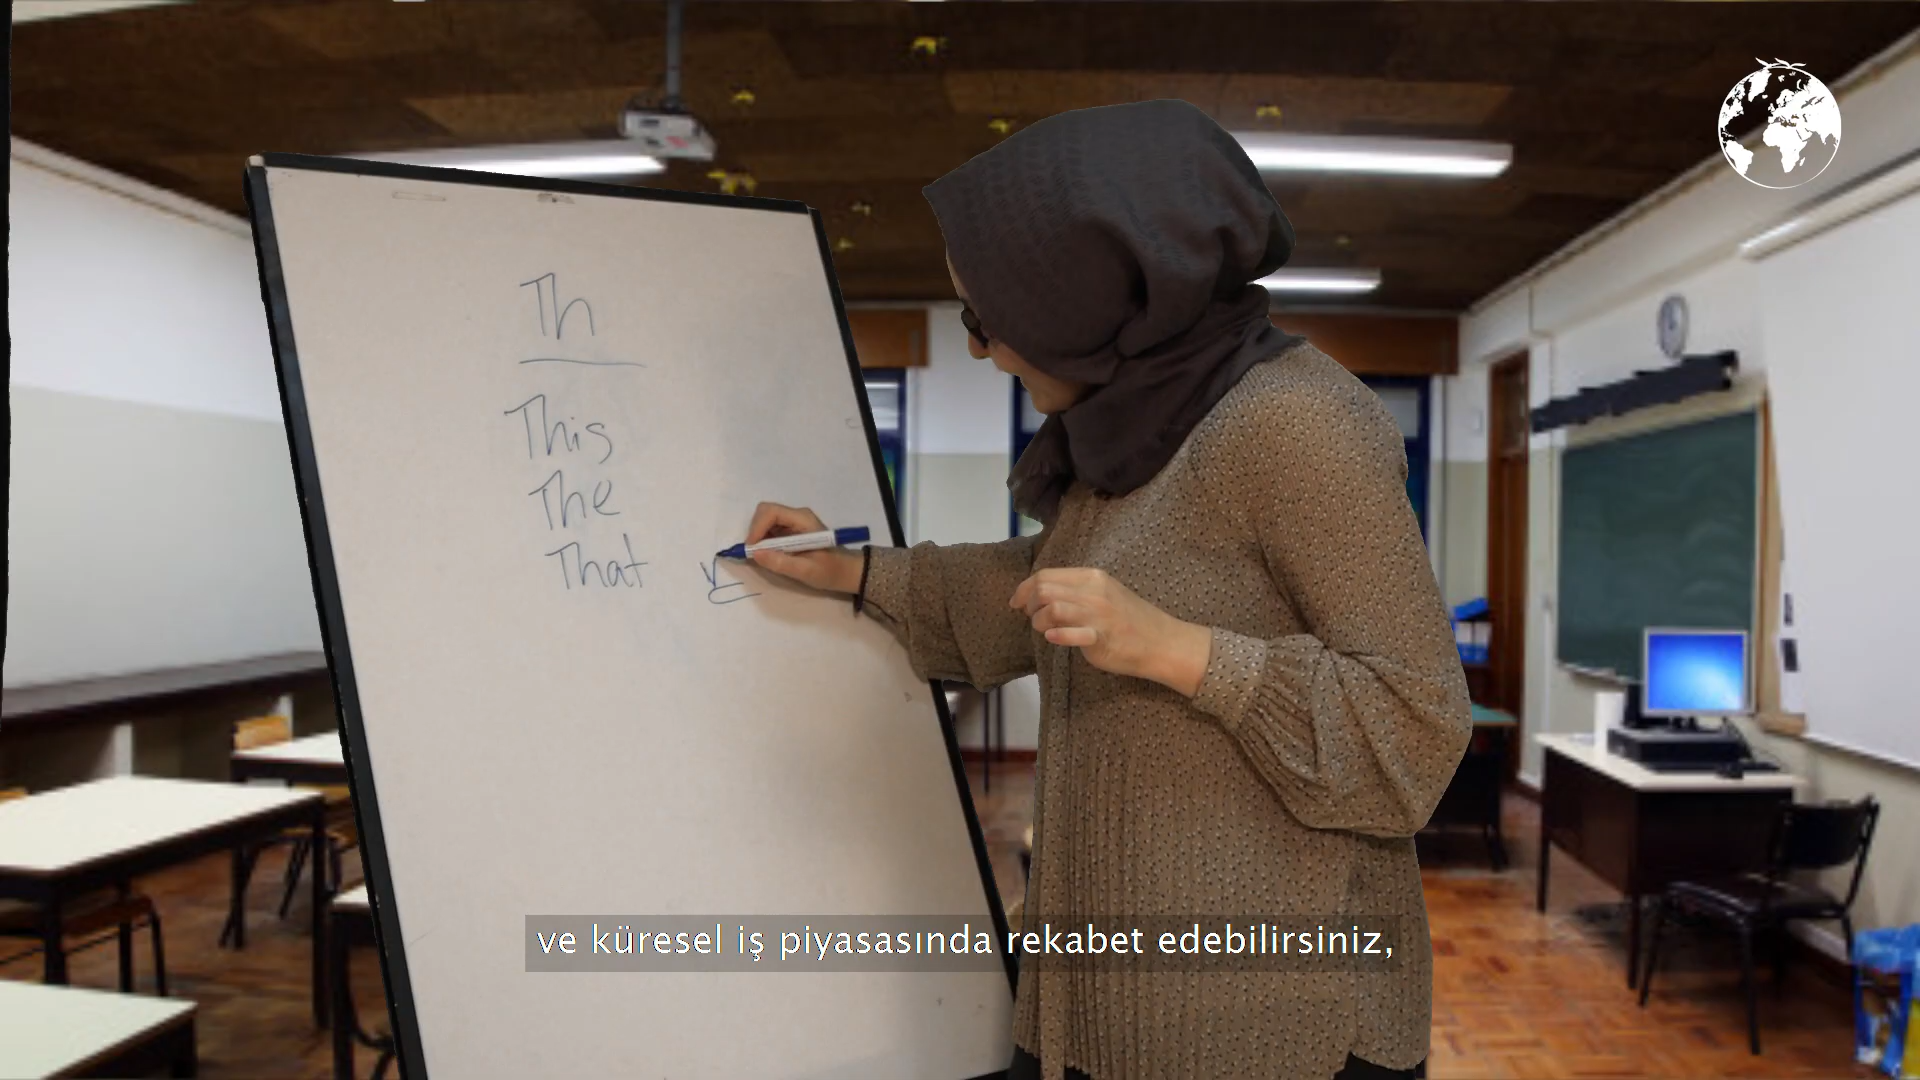 Th
This
The
That
ve küresel iş piyasasında rekabet edebilirsiniz,